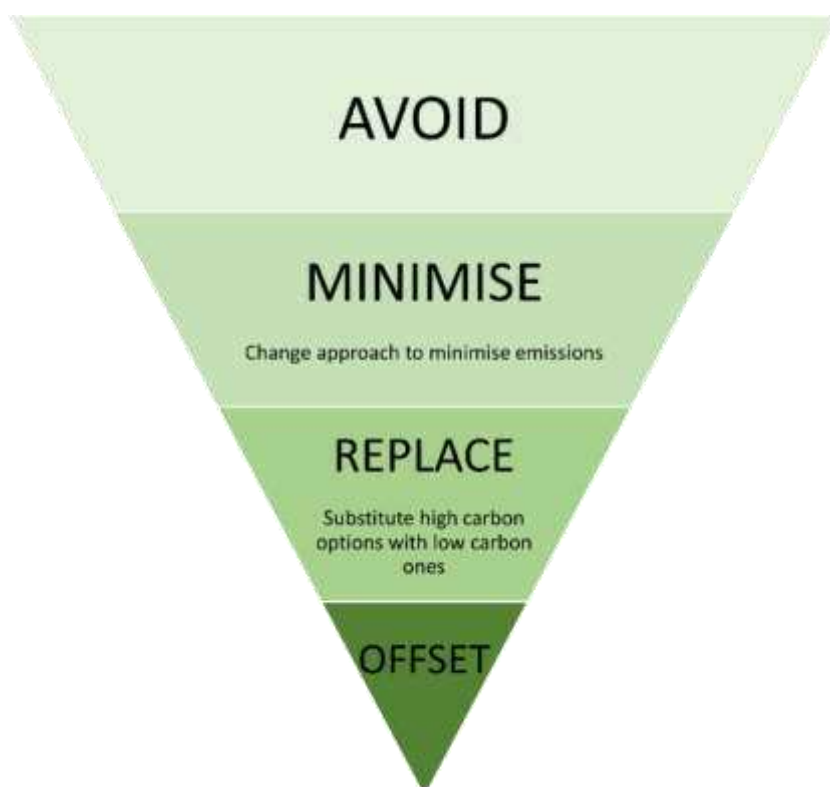 AVOID
MINIMISE
Change approach to minimise emissions
REPLACE
Substitute high carbon
options with low carbon
ones
OFFSET